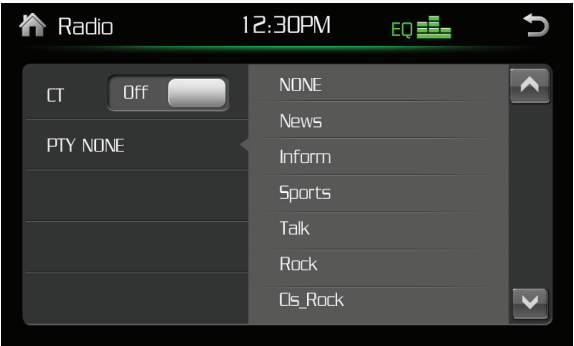 Radio 12:30PM EQ
CT Off
PTY NONE
NONE
News
Inform
Sports
Talk
Rock
Cls_Rock